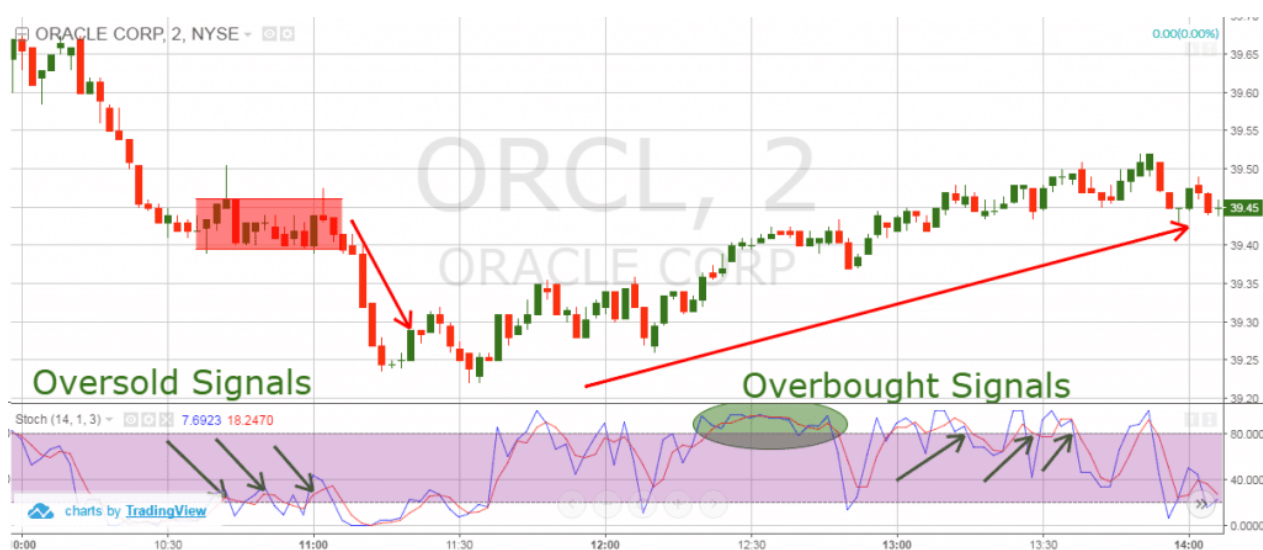 ORACLE CORP, 2, NYSE
0.00(0.00%)
39.70
39.65
39.60
39.55
39.50
39.45
39.40
39.35
39.30
39.25
39.20
ORCL, 2
ORACLE CORP
Oversold Signals
Overbought Signals
Stoch (14, 1, 3) 7.6923 18.2470
80.0000
40.0000
0.0000
charts by TradingView
0:00 10:30 11:00 11:30 12:00 12:30 13:00 13:30 14:00